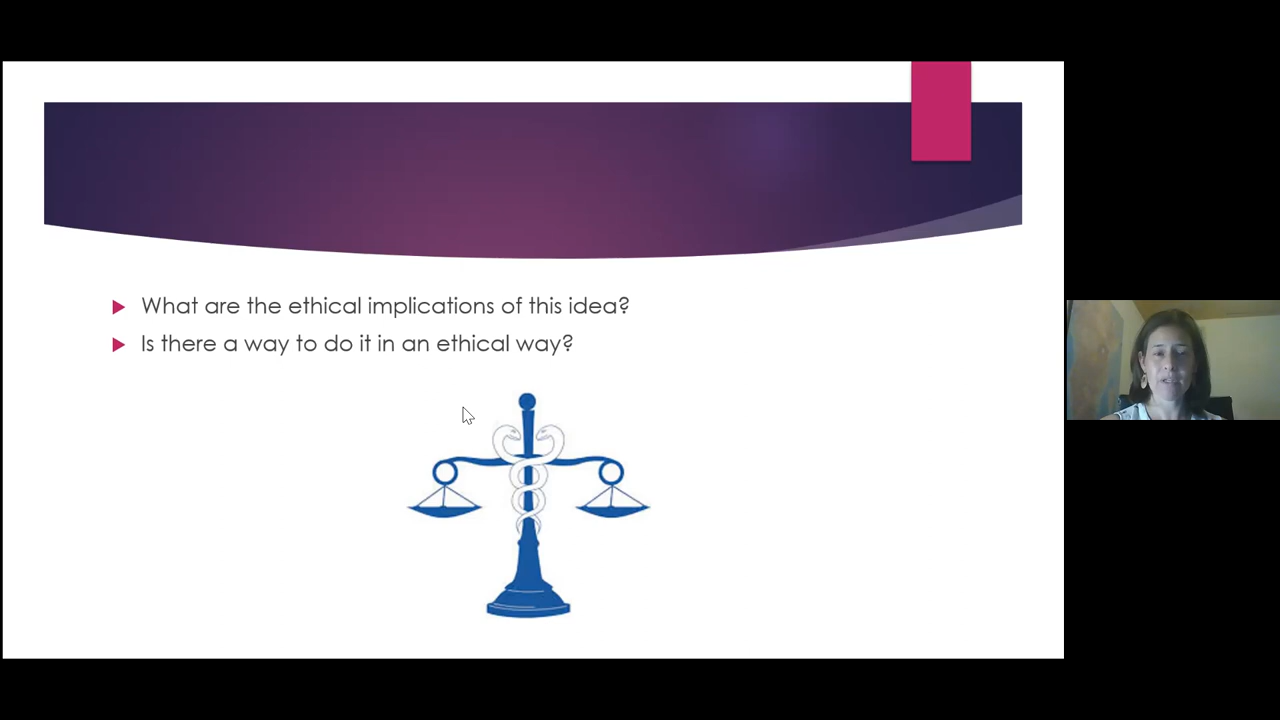 What are the ethical implications of this idea?
Is there a way to do it in an ethical way?